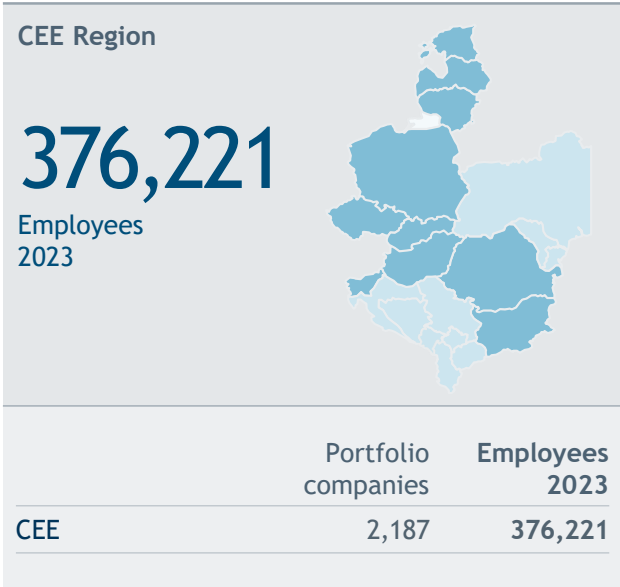 CEE Region
376,221
Employees
2023
Portfolio companies Employees 2023
CEE 2,187 376,221